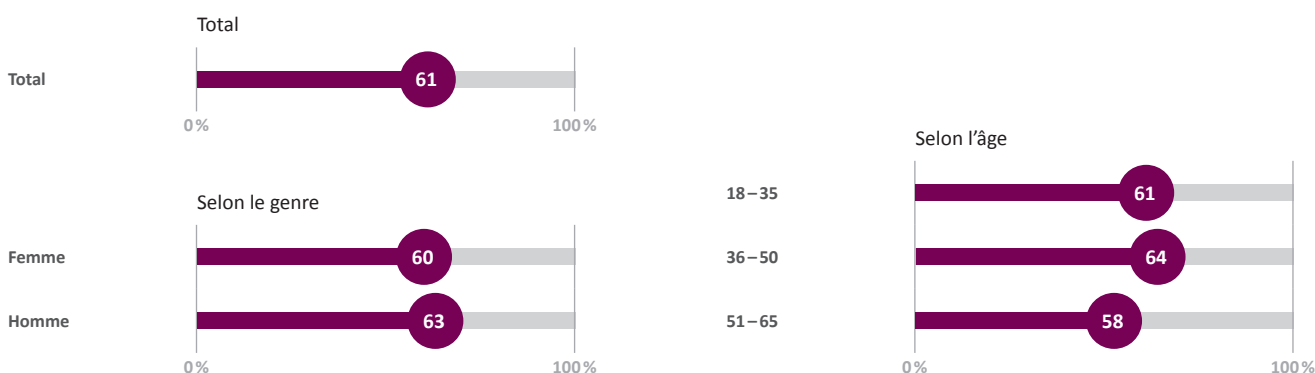 Total
Total 61
0% 100%
Selon le genre
Femme 60
Homme 63
0% 100%
Selon l’âge
18–35 61
36–50 64
51–65 58
0% 100%